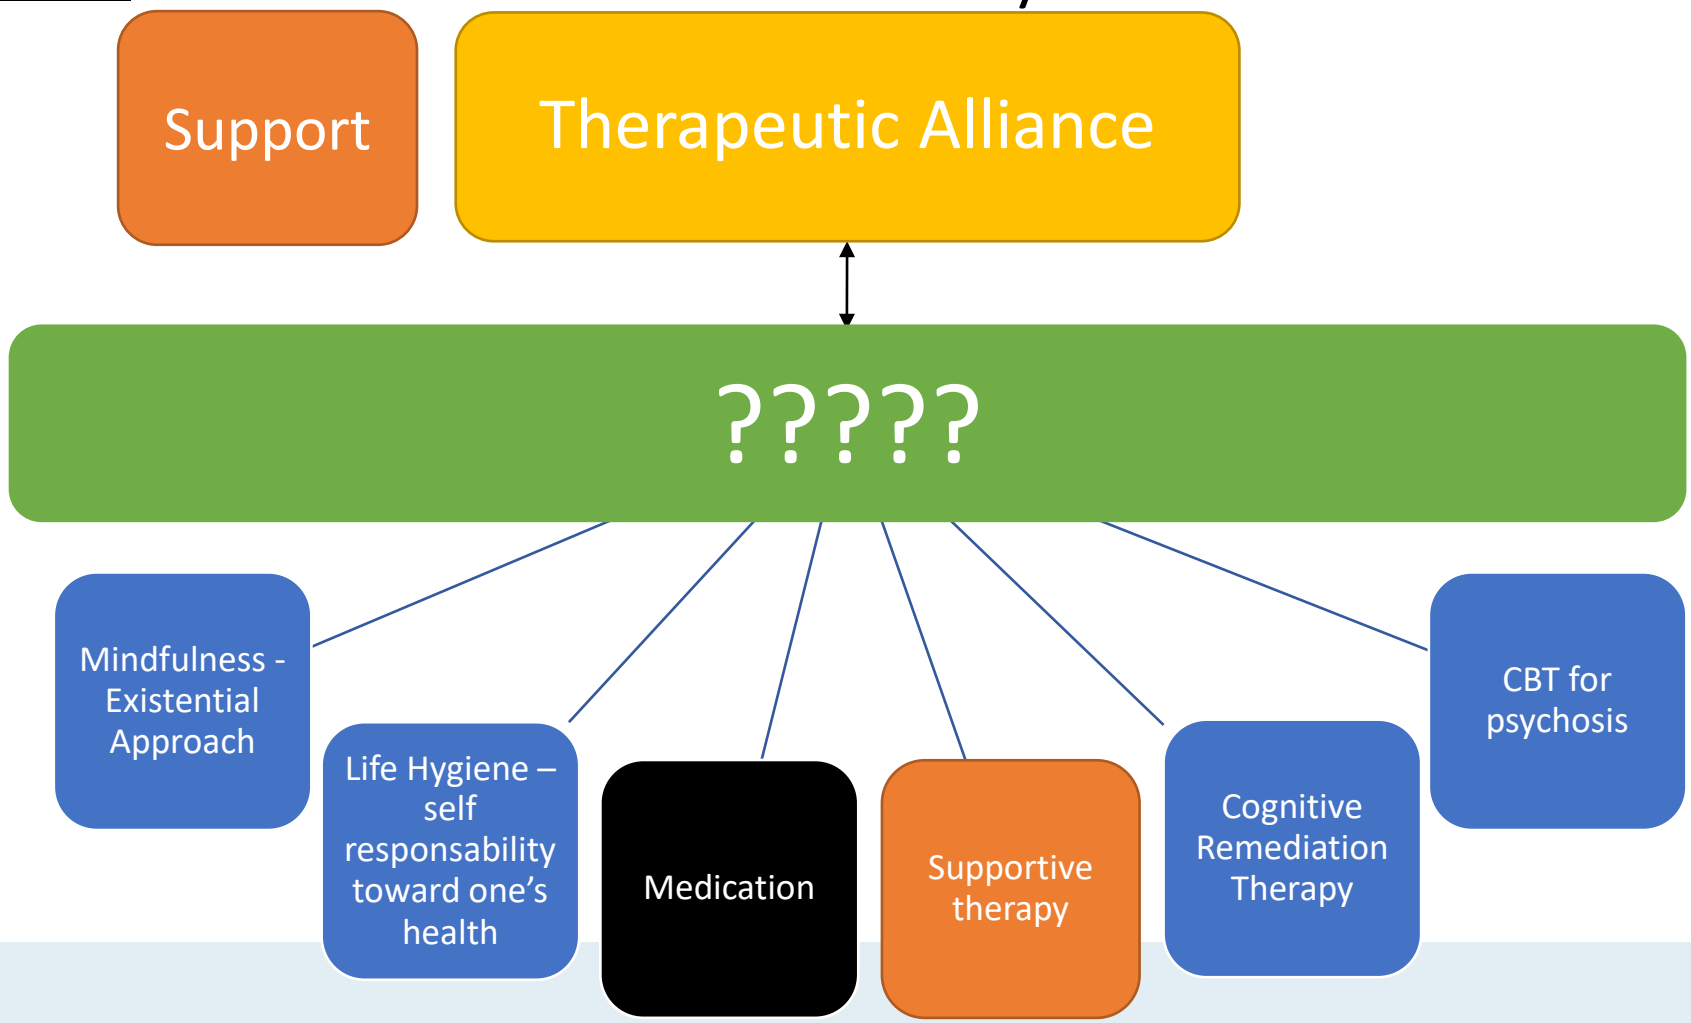 Support
Therapeutic Alliance
?????
Mindfulness -
Existential
Approach
Life Hygiene –
self
responsability
toward one's
health
Medication
Supportive
therapy
Cognitive
Remediation
Therapy
CBT for
psychosis